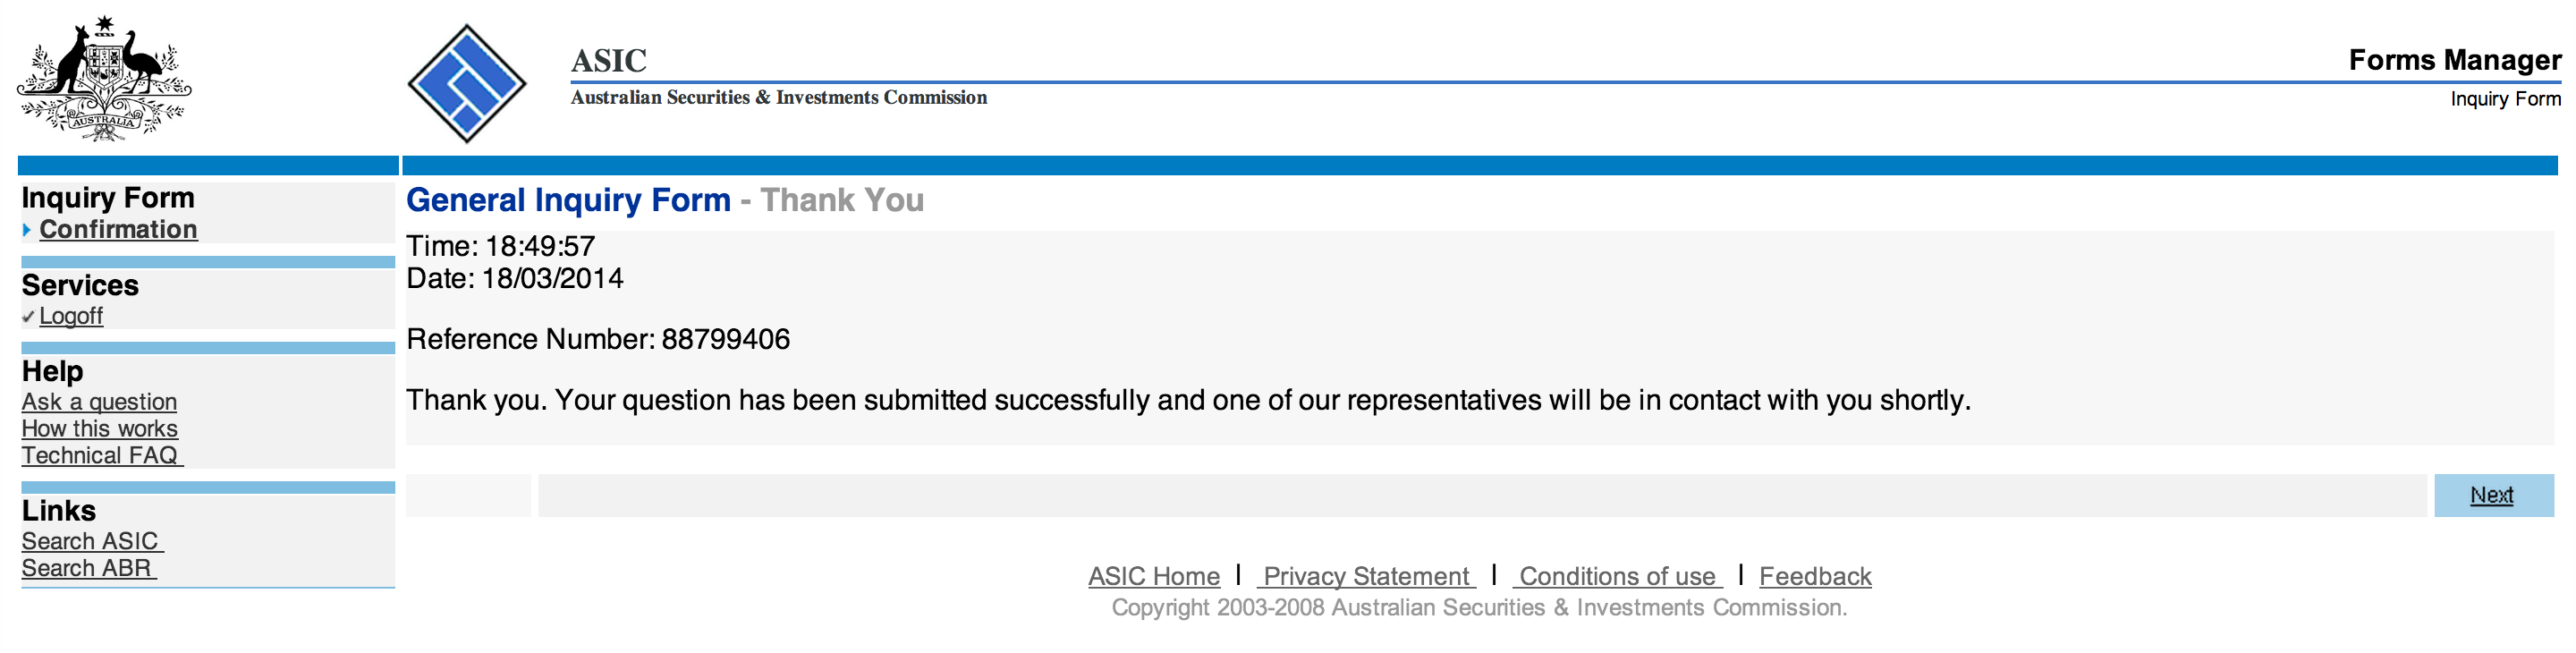 AUSTRALIA
ASIC
Australian Securities & Investments Commission
Forms Manager
Inquiry Form
Inquiry Form
Confirmation
Services
Logoff
Help
Ask a question
How this works
Technical FAQ
Links
Search ASIC
Search ABR
General Inquiry Form - Thank You
Time: 18:49:57
Date: 18/03/2014
Reference Number: 88799406
Thank you. Your question has been submitted successfully and one of our representatives will be in contact with you shortly.
Next
ASIC Home | Privacy Statement | Conditions of use | Feedback
Copyright 2003-2008 Australian Securities & Investments Commission.